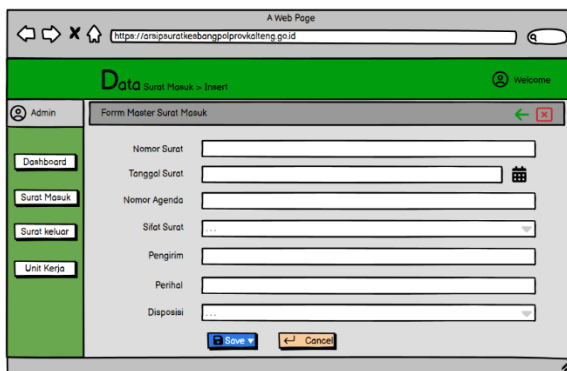 A Web Page
https://arsipsuratkesbangpolprovkalteng.go.id
Data Surat Masuk > Insert
Welcome
Admin
Forrm Master Surat Masuk
Dashboard
Surat Masuk
Surat keluar
Unit Kerja
Nomor Surat
Tanggal Surat
Nomor Agenda
Sifat Surat
...
Pengirim
Perihal
Disposisi
...
Save
Cancel